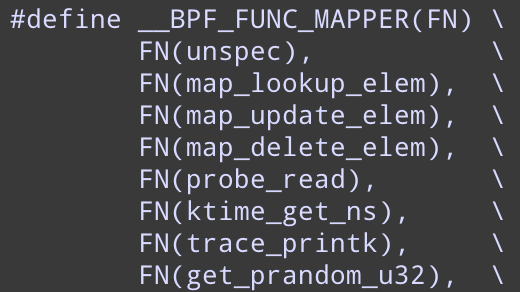 #define __BPF_FUNC_MAPPER(FN) \
        FN(unspec),           \
        FN(map_lookup_elem),  \
        FN(map_update_elem),  \
        FN(map_delete_elem),  \
        FN(probe_read),       \
        FN(ktime_get_ns),     \
        FN(trace_printk),     \
        FN(get_prandom_u32),  \